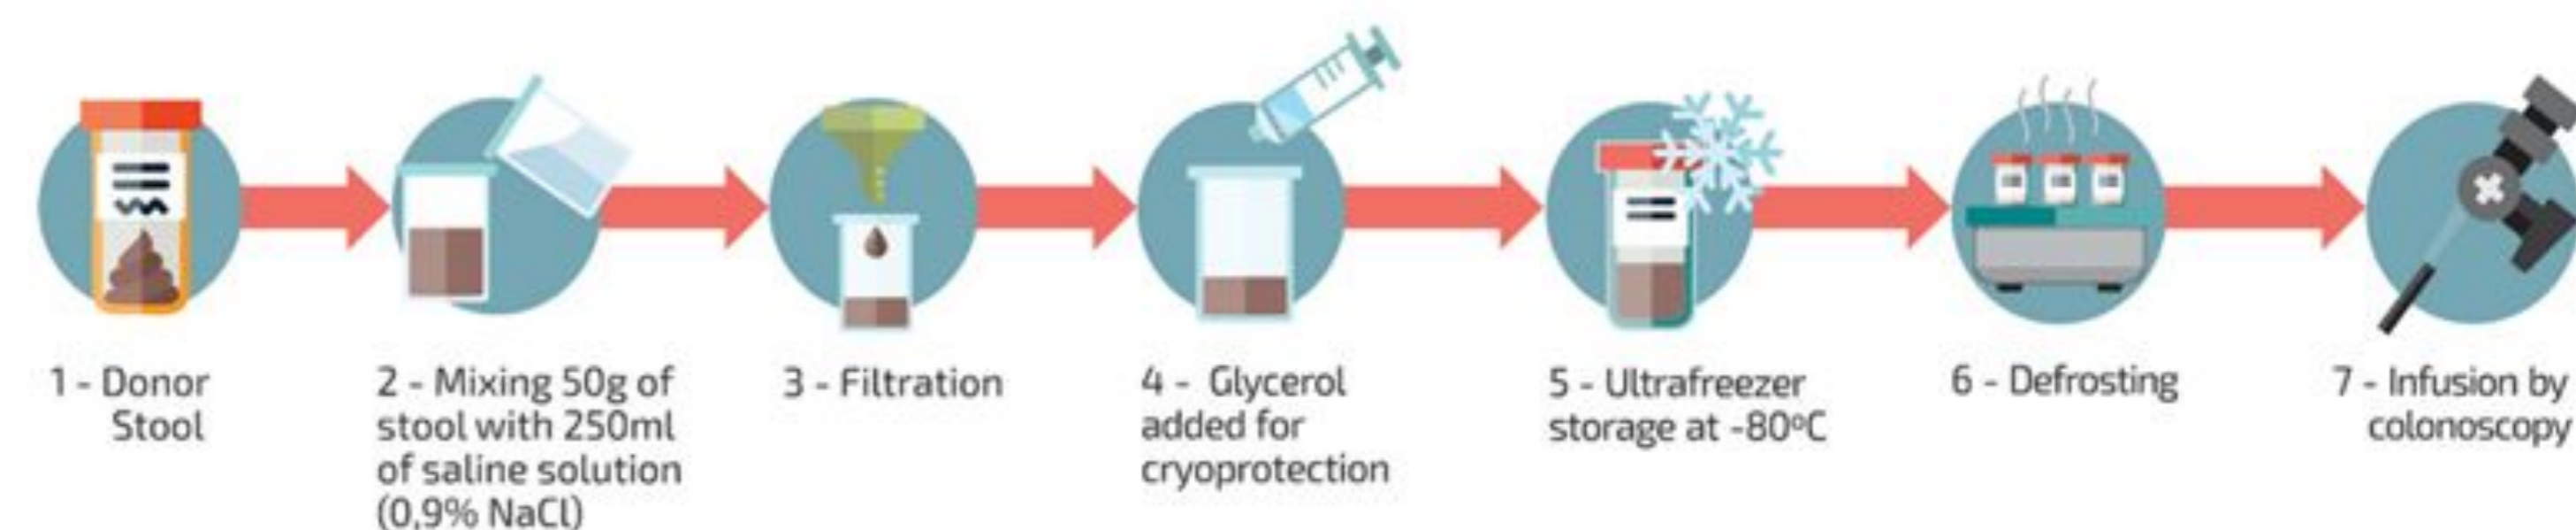 1 - Donor
Stool
2 - Mixing 50g of
stool with 250ml
of saline solution
(0,9% NaCl)
3 - Filtration
4 - Glycerol
added for
cryoprotection
5 - Ultrafreezer
storage at -80ºC
6 - Defrosting
7 - Infusion by
colonoscopy